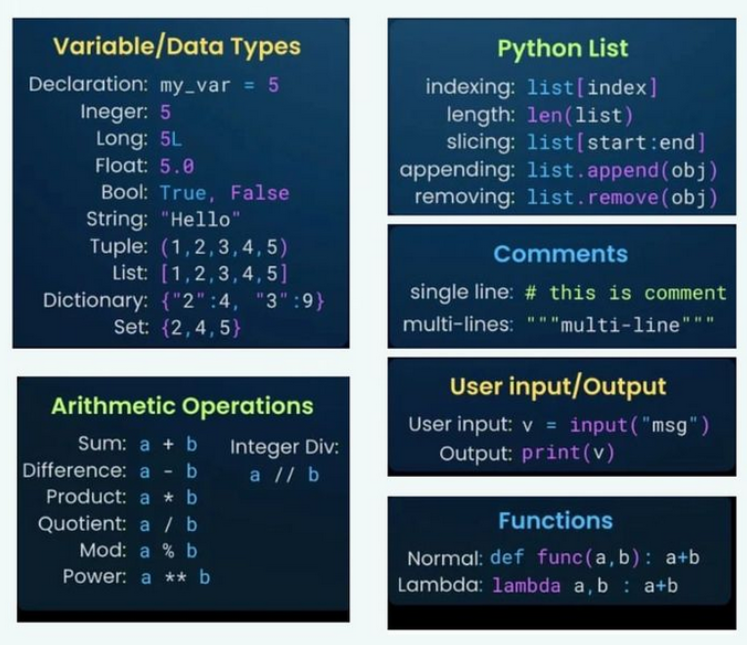 Variable/Data Types
Declaration: my_var = 5
Ineger: 5
Long: 5L
Float: 5.0
Bool: True, False
String: "Hello"
Tuple: (1,2,3,4,5)
List: [1,2,3,4,5]
Dictionary: {"2":4, "3":9}
Set: {2,4,5}
Arithmetic Operations
Sum: a + b
Difference: a - b
Product: a * b
Quotient: a / b
Mod: a % b
Power: a ** b
Integer Div:
a // b
Python List
indexing: list[index]
length: len(list)
slicing: list[start:end]
appending: list.append(obj)
removing: list.remove(obj)
Comments
single line: # this is comment
multi-lines: """multi-line"""
User input/Output
User input: v = input("msg")
Output: print(v)
Functions
Normal: def func(a,b): a+b
Lambda: lambda a,b : a+b